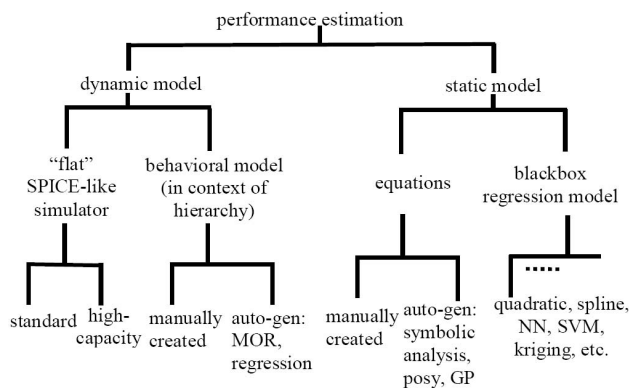 performance estimation
dynamic model
static model
“flat”
SPICE-like
simulator
behavioral model
(in context of
hierarchy)
equations
blackbox
regression model
standard
high-
capacity
manually
created
auto-gen:
MOR,
regression
manually
created
auto-gen:
symbolic
analysis,
posy, GP
quadratic, spline,
NN, SVM,
kriging, etc.